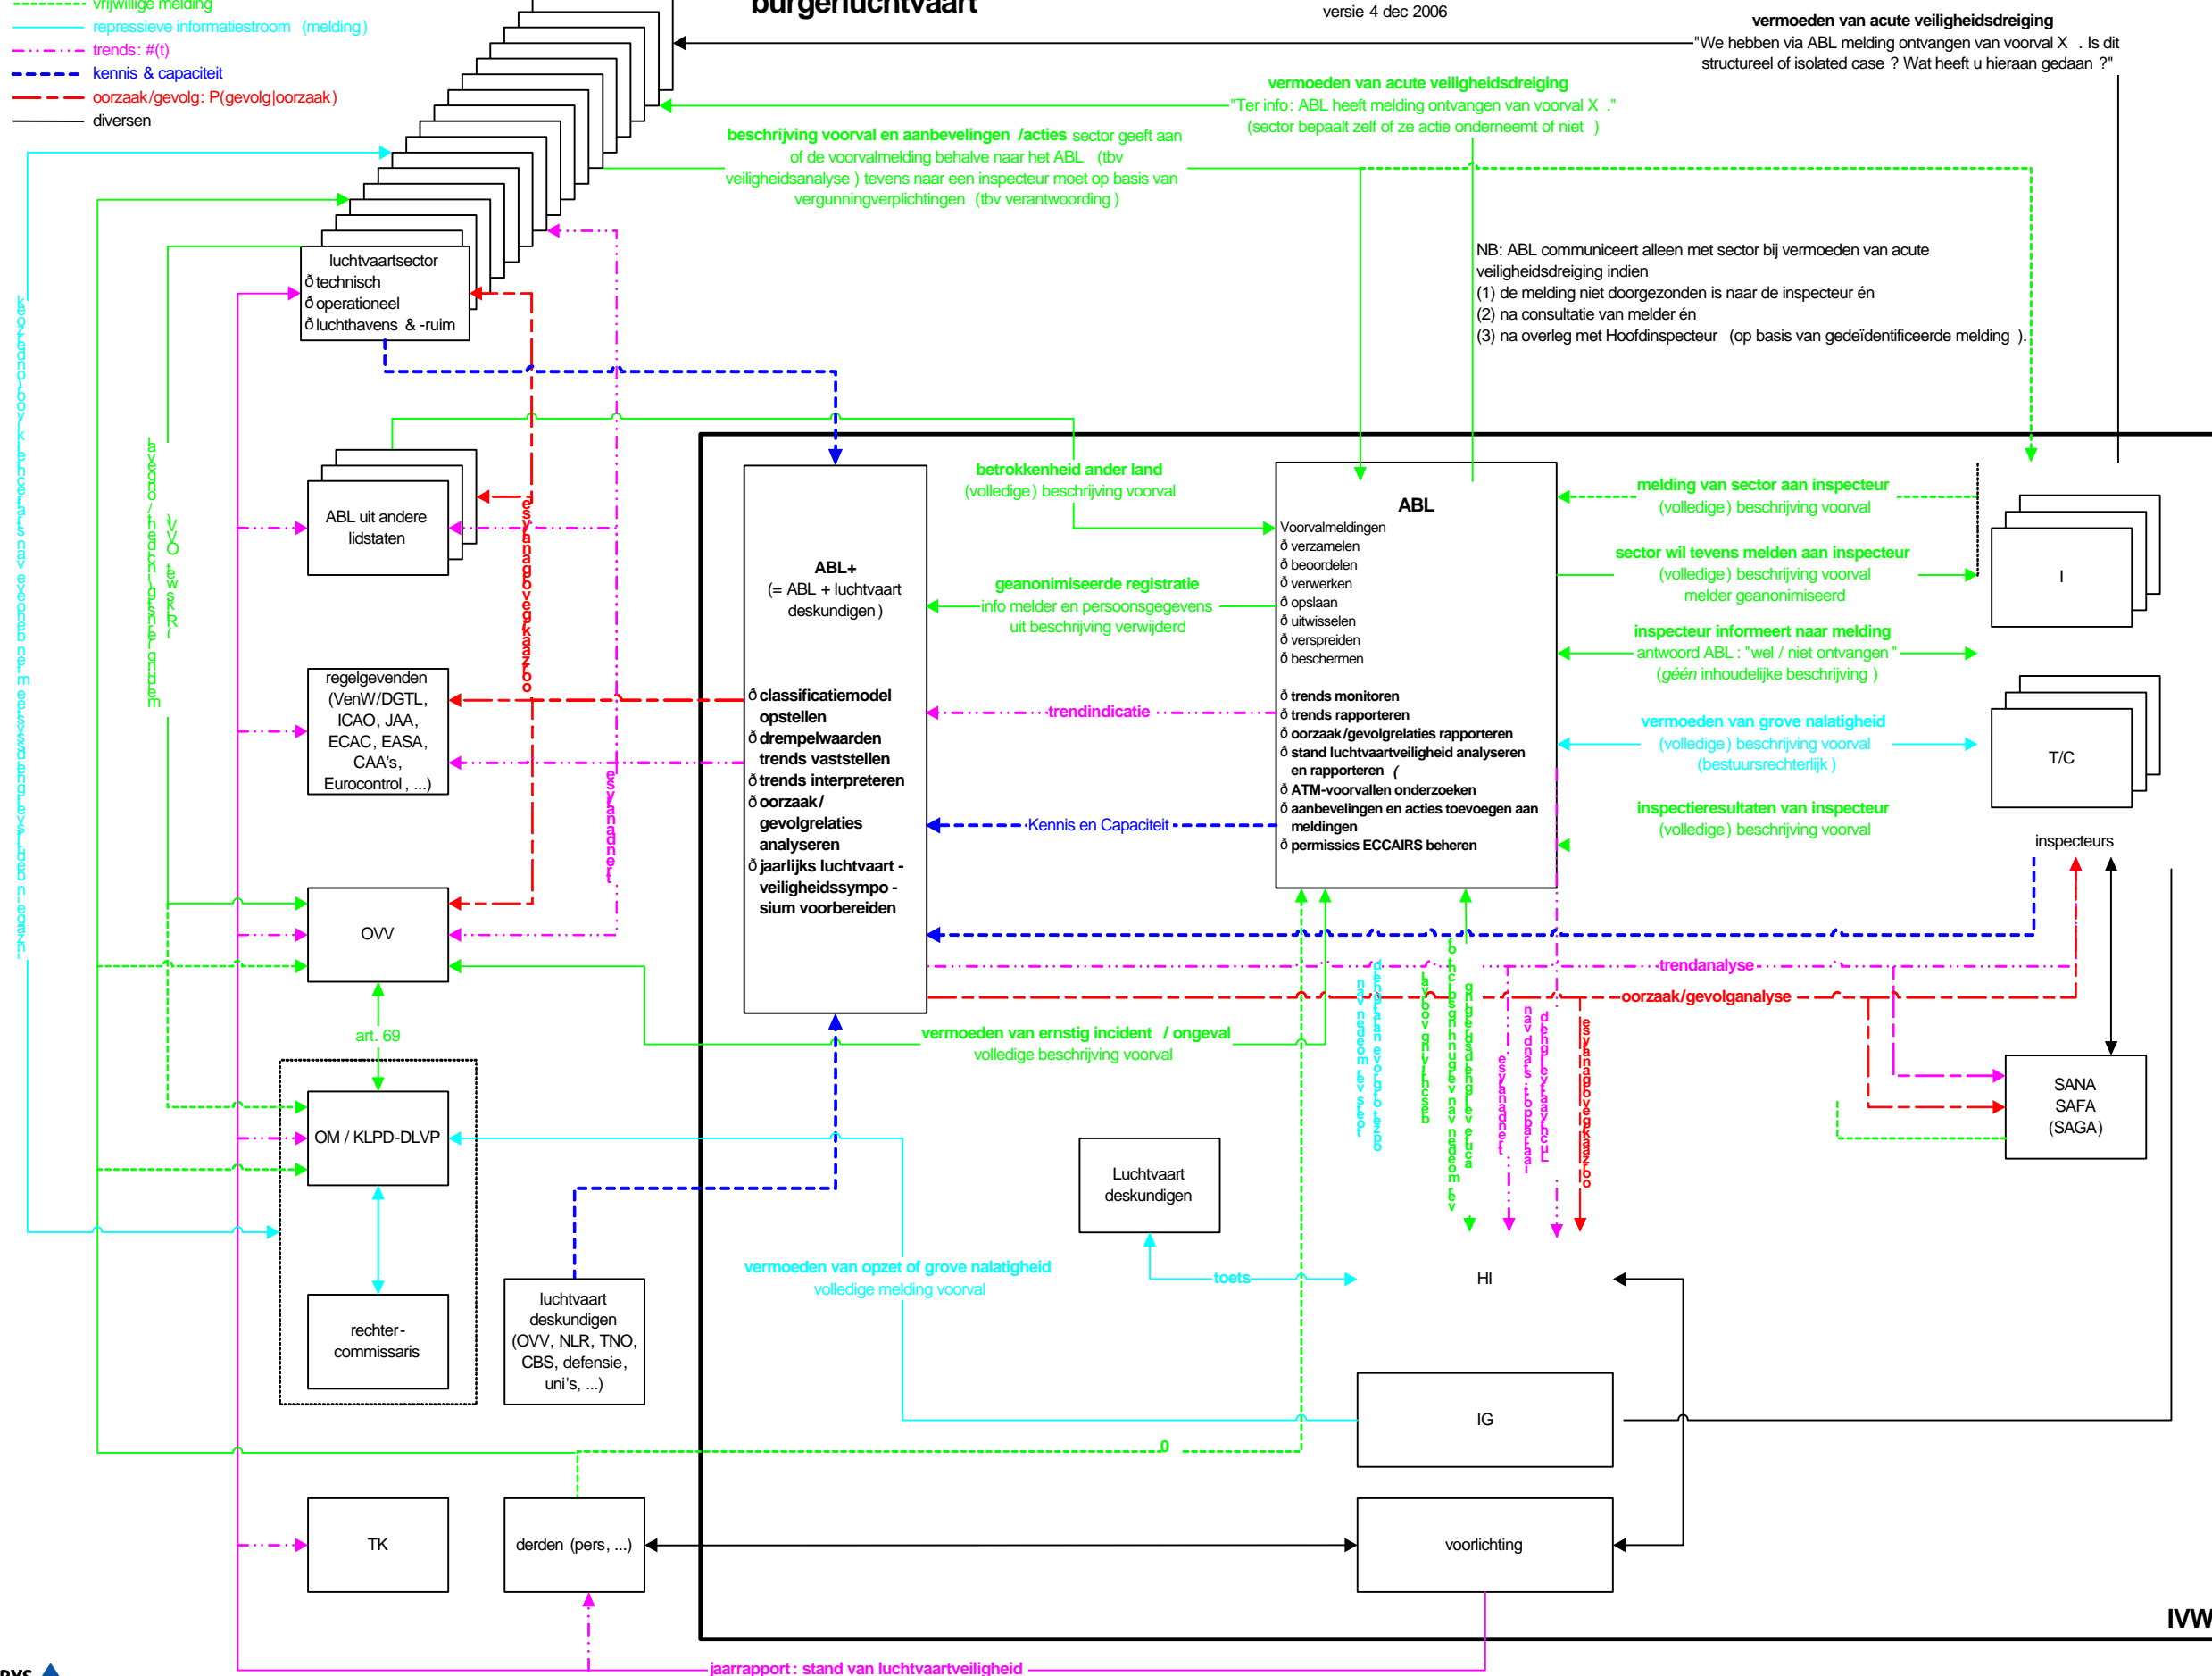 vrijwillige melding
repressieve informatiestroom (melding)
trends: #(t)
kennis & capaciteit
oorzaak/gevolg: P(gevolg|oorzaak)
diversen
burgerluchtvaart
versie 4 dec 2006
vermoeden van acute veiligheidsdreiging
"We hebben via ABL melding ontvangen van voorval X . Is dit
structureel of isolated case ? Wat heeft u hieraan gedaan ?"
vermoeden van acute veiligheidsdreiging
"Ter info: ABL heeft melding ontvangen van voorval X ."
(sector bepaalt zelf of ze actie onderneemt of niet )
beschrijving voorval en aanbevelingen /acties sector geeft aan
of de voorvalmelding behalve naar het ABL (tbv
veiligheidsanalyse ) tevens naar een inspecteur moet op basis van
vergunningverplichtingen (tbv verantwoording )
NB: ABL communiceert alleen met sector bij vermoeden van acute
veiligheidsdreiging indien
(1) de melding niet doorgezonden is naar de inspecteur én
(2) na consultatie van melder én
(3) na overleg met Hoofdinspecteur (op basis van gedeïdentificeerde melding ).
luchtvaartsector
ð technisch
ð operationeel
ð luchthavens & -ruim
ABL uit andere
lidstaten
regelgevenden
(VenW/DGTL,
ICAO, JAA,
ECAC, EASA,
CAA's,
Eurocontrol , ...)
OVV
art. 69
OM / KLPD-DLVP
rechter-
commissaris
TK
oorzaak/gevolganalyse
trendanalyse
ABL+
(= ABL + luchtvaart
deskundigen )
ð classificatiemodel
opstellen
ð drempelwaarden
trends vaststellen
ð trends interpreteren
ð oorzaak /
gevolgrelaties
analyseren
ð jaarlijks luchtvaart -
veiligheidssympo -
sium voorbereiden
betrokkenheid ander land
(volledige) beschrijving voorval
geanonimiseerde registratie
info melder en persoonsgegevens
uit beschrijving verwijderd
trendindicatie
Kennis en Capaciteit
ABL
Voorvalmeldingen
ð verzamelen
ð beoordelen
ð verwerken
ð opslaan
ð uitwisselen
ð verspreiden
ð beschermen
ð trends monitoren
ð trends rapporteren
ð oorzaak /gevolgrelaties rapporteren
ð stand luchtvaartveiligheid analyseren
en rapporteren (
ð ATM-voorvallen onderzoeken
ð aanbevelingen en acties toevoegen aan
meldingen
ð permissies ECCAIRS beheren
melding van sector aan inspecteur
(volledige) beschrijving voorval
sector wil tevens melden aan inspecteur
(volledige) beschrijving voorval
melder geanonimiseerd
inspecteur informeert naar melding
antwoord ABL : "wel / niet ontvangen "
(géén inhoudelijke beschrijving )
vermoeden van grove nalatigheid
(volledige) beschrijving voorval
(bestuursrechterlijk )
inspectieresultaten van inspecteur
(volledige) beschrijving voorval
I
T/C
inspecteurs
trendanalyse
oorzaak/gevolganalyse
vermoeden van ernstig incident / ongeval
volledige beschrijving voorval
trendanalyse
oorzaak/gevolganalyse
SANA
SAFA
(SAGA)
Luchtvaart
deskundigen
toets
HI
vermoeden van opzet of grove nalatigheid
volledige melding voorval
luchtvaart
deskundigen
(OVV, NLR, TNO,
CBS, defensie,
uni's, ...)
IG
0
derden (pers, ...)
voorlichting
IVW
jaarrapport : stand van luchtvaartveiligheid